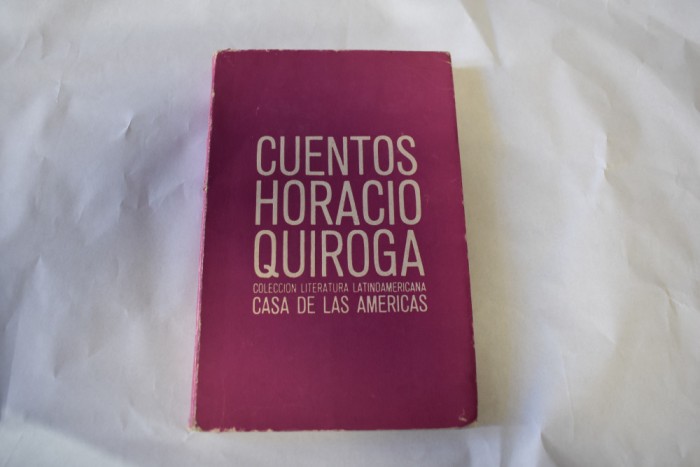 CUENTOS
HORACIO
QUIROGA
COLECCION LITERATURA LATINOAMERICANA
CASA DE LAS AMERICAS